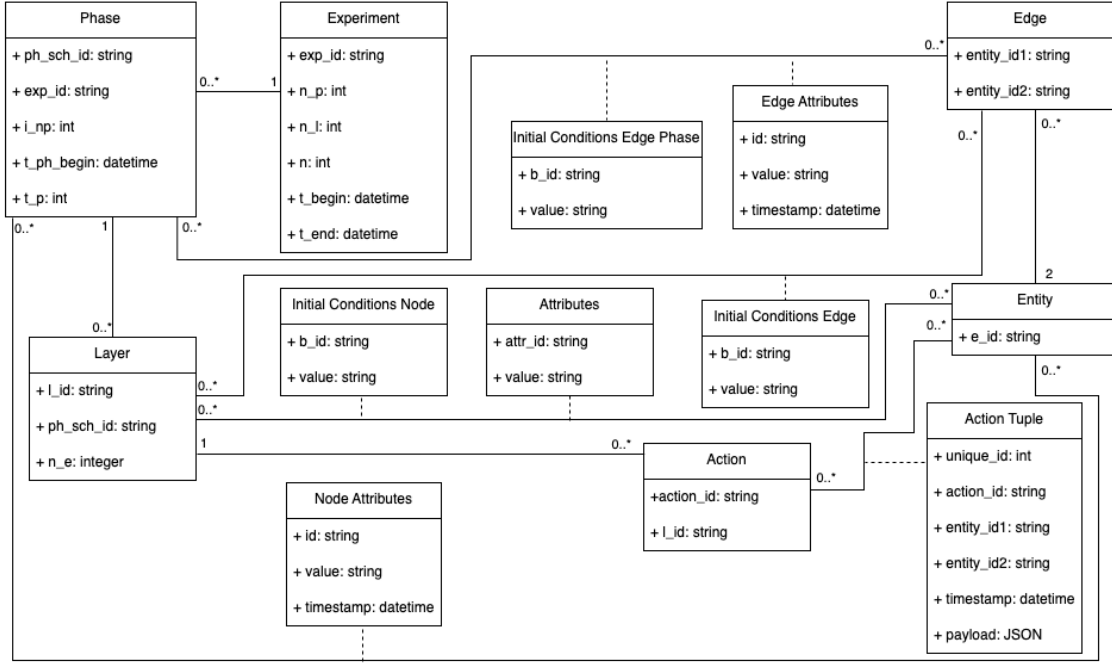 Phase
+ ph_sch_id: string
+ exp_id: string
+ i_np: int
+ t_ph_begin: datetime
+ t_p: int
Experiment
+ exp_id: string
+ n_p: int
+ n_l: int
+ n: int
+ t_begin: datetime
+ t_end: datetime
Edge
+ entity_id1: string
+ entity_id2: string
0..*
1
0..*
Initial Conditions Edge Phase
+ b_id: string
+ value: string
Edge Attributes
+ id: string
+ value: string
+ timestamp: datetime
0..*
0..*
0..*
1
0..*
2
0..*
Layer
+ l_id: string
+ ph_sch_id: string
+ n_e: integer
Initial Conditions Node
+ b_id: string
+ value: string
Attributes
+ attr_id: string
+ value: string
Initial Conditions Edge
+ b_id: string
+ value: string
Entity
+ e_id: string
0..*
0..*
0..*
0..*
0..*
1
0..*
0..*
Action
+action_id: string
+ l_id: string
Action Tuple
+ unique_id: int
+ action_id: string
+ entity_id1: string
+ entity_id2: string
+ timestamp: datetime
+ payload: JSON
Node Attributes
+ id: string
+ value: string
+ timestamp: datetime